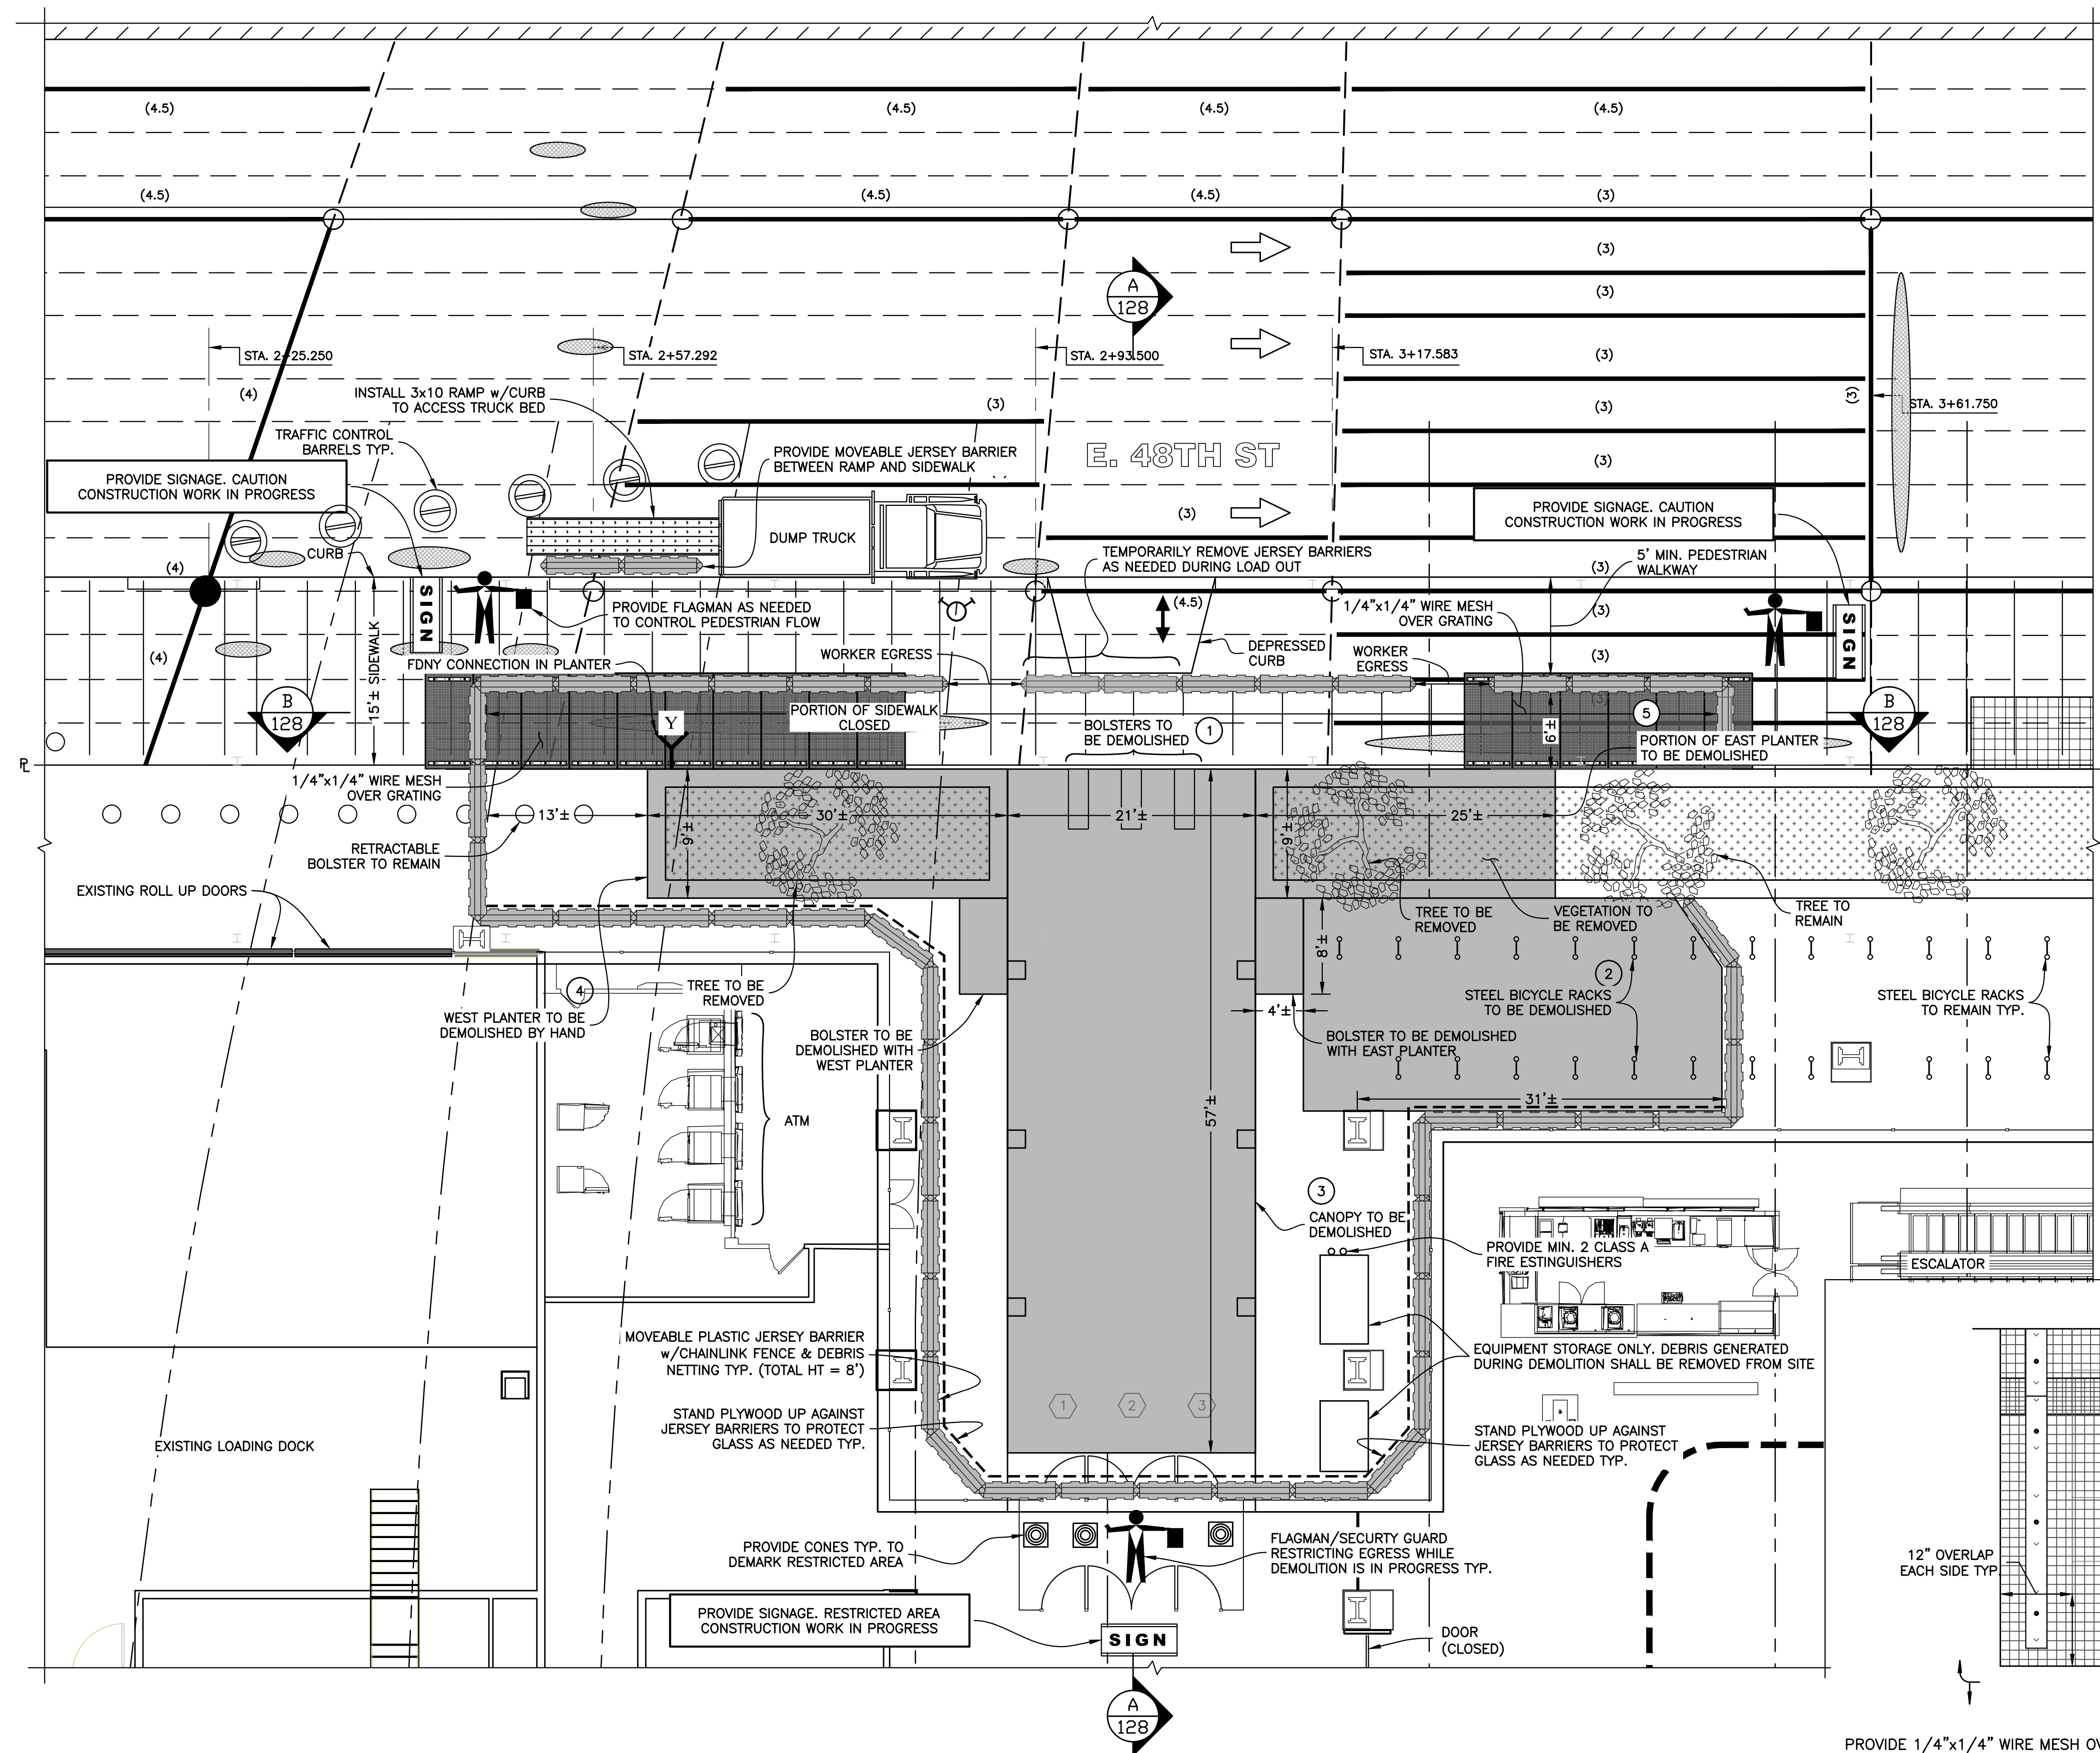 (4.5)
(4.5)
(4.5)
(4.5)
(4.5)
(4.5)
(4.5)
(3)
(3)
(3)
A
128
STA. 2+25.250
STA. 2+57.292
STA. 2+93.500
STA. 3+17.583
(3)
(4)
INSTALL 3x10 RAMP w/CURB
TO ACCESS TRUCK BED
(3)
(3)
(3)
STA. 3+61.750
TRAFFIC CONTROL
BARRELS TYP.
PROVIDE MOVEABLE JERSEY BARRIER
BETWEEN RAMP AND SIDEWALK
E. 48TH ST
(3)
PROVIDE SIGNAGE. CAUTION
CONSTRUCTION WORK IN PROGRESS
PROVIDE SIGNAGE. CAUTION
CONSTRUCTION WORK IN PROGRESS
(3)
DUMP TRUCK
CURB
TEMPORARILY REMOVE JERSEY BARRIERS
AS NEEDED DURING LOAD OUT
5' MIN. PEDESTRIAN
WALKWAY
(4)
(3)
SIGN
PROVIDE FLAGMAN AS NEEDED
TO CONTROL PEDESTRIAN FLOW
(4.5)
1/4"x1/4" WIRE MESH
OVER GRATING
(3)
SIGN
15'± SIDEWALK
(4)
FDNY CONNECTION IN PLANTER
WORKER EGRESS
DEPRESSED
CURB
WORKER
EGRESS
(3)
B
128
PORTION OF SIDEWALK
CLOSED
Y
BOLSTERS TO
BE DEMOLISHED
1
(3)
5
6'±
B
128
PORTION OF EAST PLANTER
TO BE DEMOLISHED
PL
1/4"x1/4" WIRE MESH
OVER GRATING
13'±
30'±
21'±
25'±
9'±
9'±
RETRACTABLE
BOLSTER TO REMAIN
EXISTING ROLL UP DOORS
TREE TO BE
REMOVED
VEGETATION TO
BE REMOVED
TREE TO
REMAIN
8'±
4
TREE TO BE
REMOVED
2
STEEL BICYCLE RACKS
TO BE DEMOLISHED
STEEL BICYCLE RACKS
TO REMAIN TYP.
WEST PLANTER TO BE
DEMOLISHED BY HAND
4'±
BOLSTER TO BE
DEMOLISHED WITH
WEST PLANTER
BOLSTER TO BE DEMOLISHED
WITH EAST PLANTER
31'±
57'±
ATM
3
CANOPY TO BE
DEMOLISHED
PROVIDE MIN. 2 CLASS A
FIRE ESTINGUISHERS
ESCALATOR
MOVEABLE PLASTIC JERSEY BARRIER
w/CHAINLINK FENCE & DEBRIS
NETTING TYP. (TOTAL HT = 8')
EQUIPMENT STORAGE ONLY. DEBRIS GENERATED
DURING DEMOLITION SHALL BE REMOVED FROM SITE
1
2
3
STAND PLYWOOD UP AGAINST
JERSEY BARRIERS TO PROTECT
GLASS AS NEEDED TYP.
STAND PLYWOOD UP AGAINST
JERSEY BARRIERS TO PROTECT
GLASS AS NEEDED TYP.
EXISTING LOADING DOCK
PROVIDE CONES TYP. TO
DEMARK RESTRICTED AREA
FLAGMAN/SECURTY GUARD
RESTRICTING EGRESS WHILE
DEMOLITION IS IN PROGRESS TYP.
12" OVERLAP
EACH SIDE TYP
PROVIDE SIGNAGE. RESTRICTED AREA
CONSTRUCTION WORK IN PROGRESS
SIGN
DOOR
(CLOSED)
A
128
PROVIDE 1/4"x1/4" WIRE MESH OV